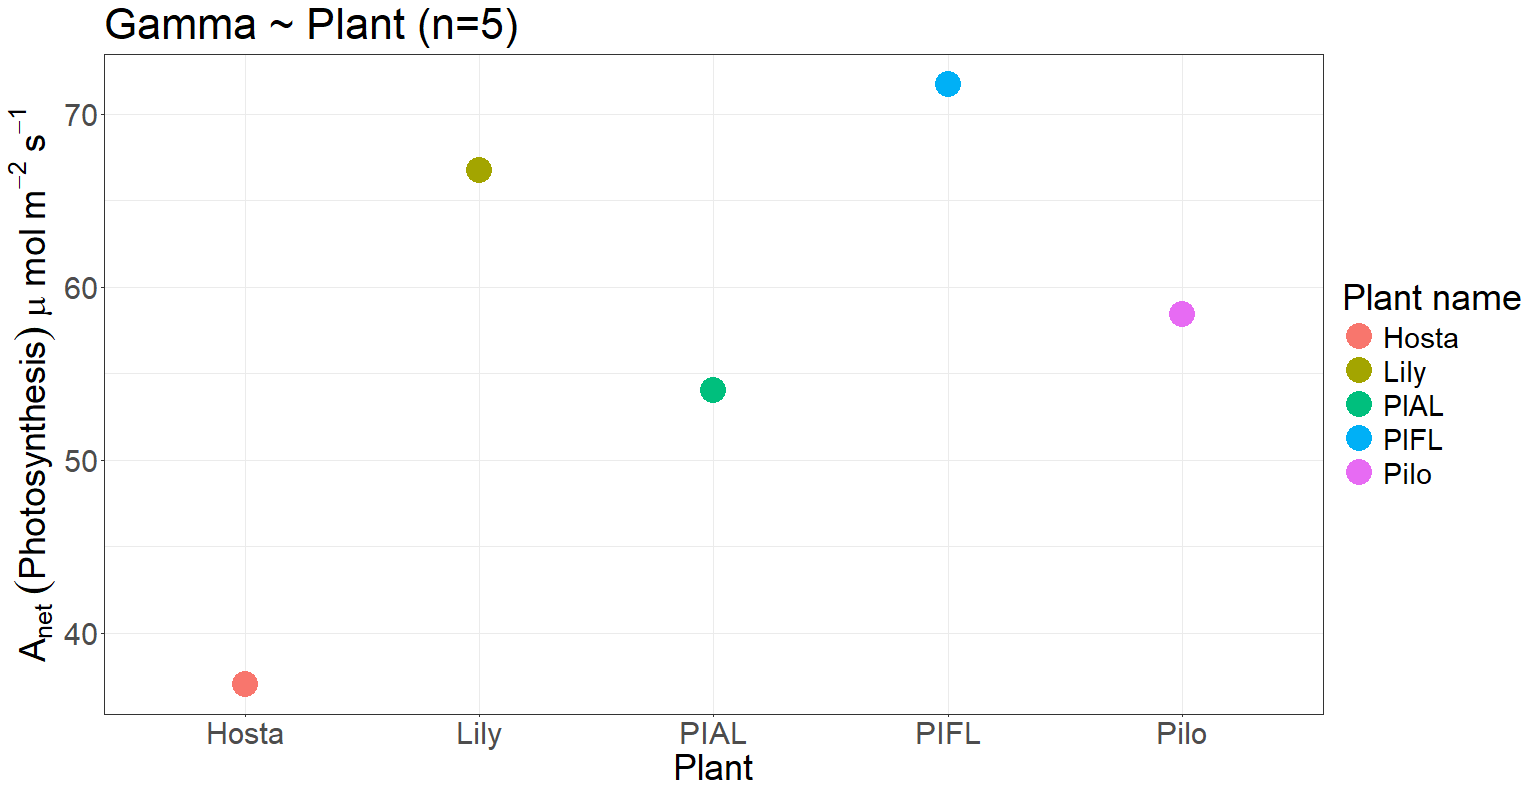 Gamma ~ Plant (n=5)
A_net (Photosynthesis) μ mol m⁻² s⁻¹
70
60
50
40
Hosta Lily PIAL PIFL Pilo
Plant
Plant name
Hosta
Lily
PIAL
PIFL
Pilo